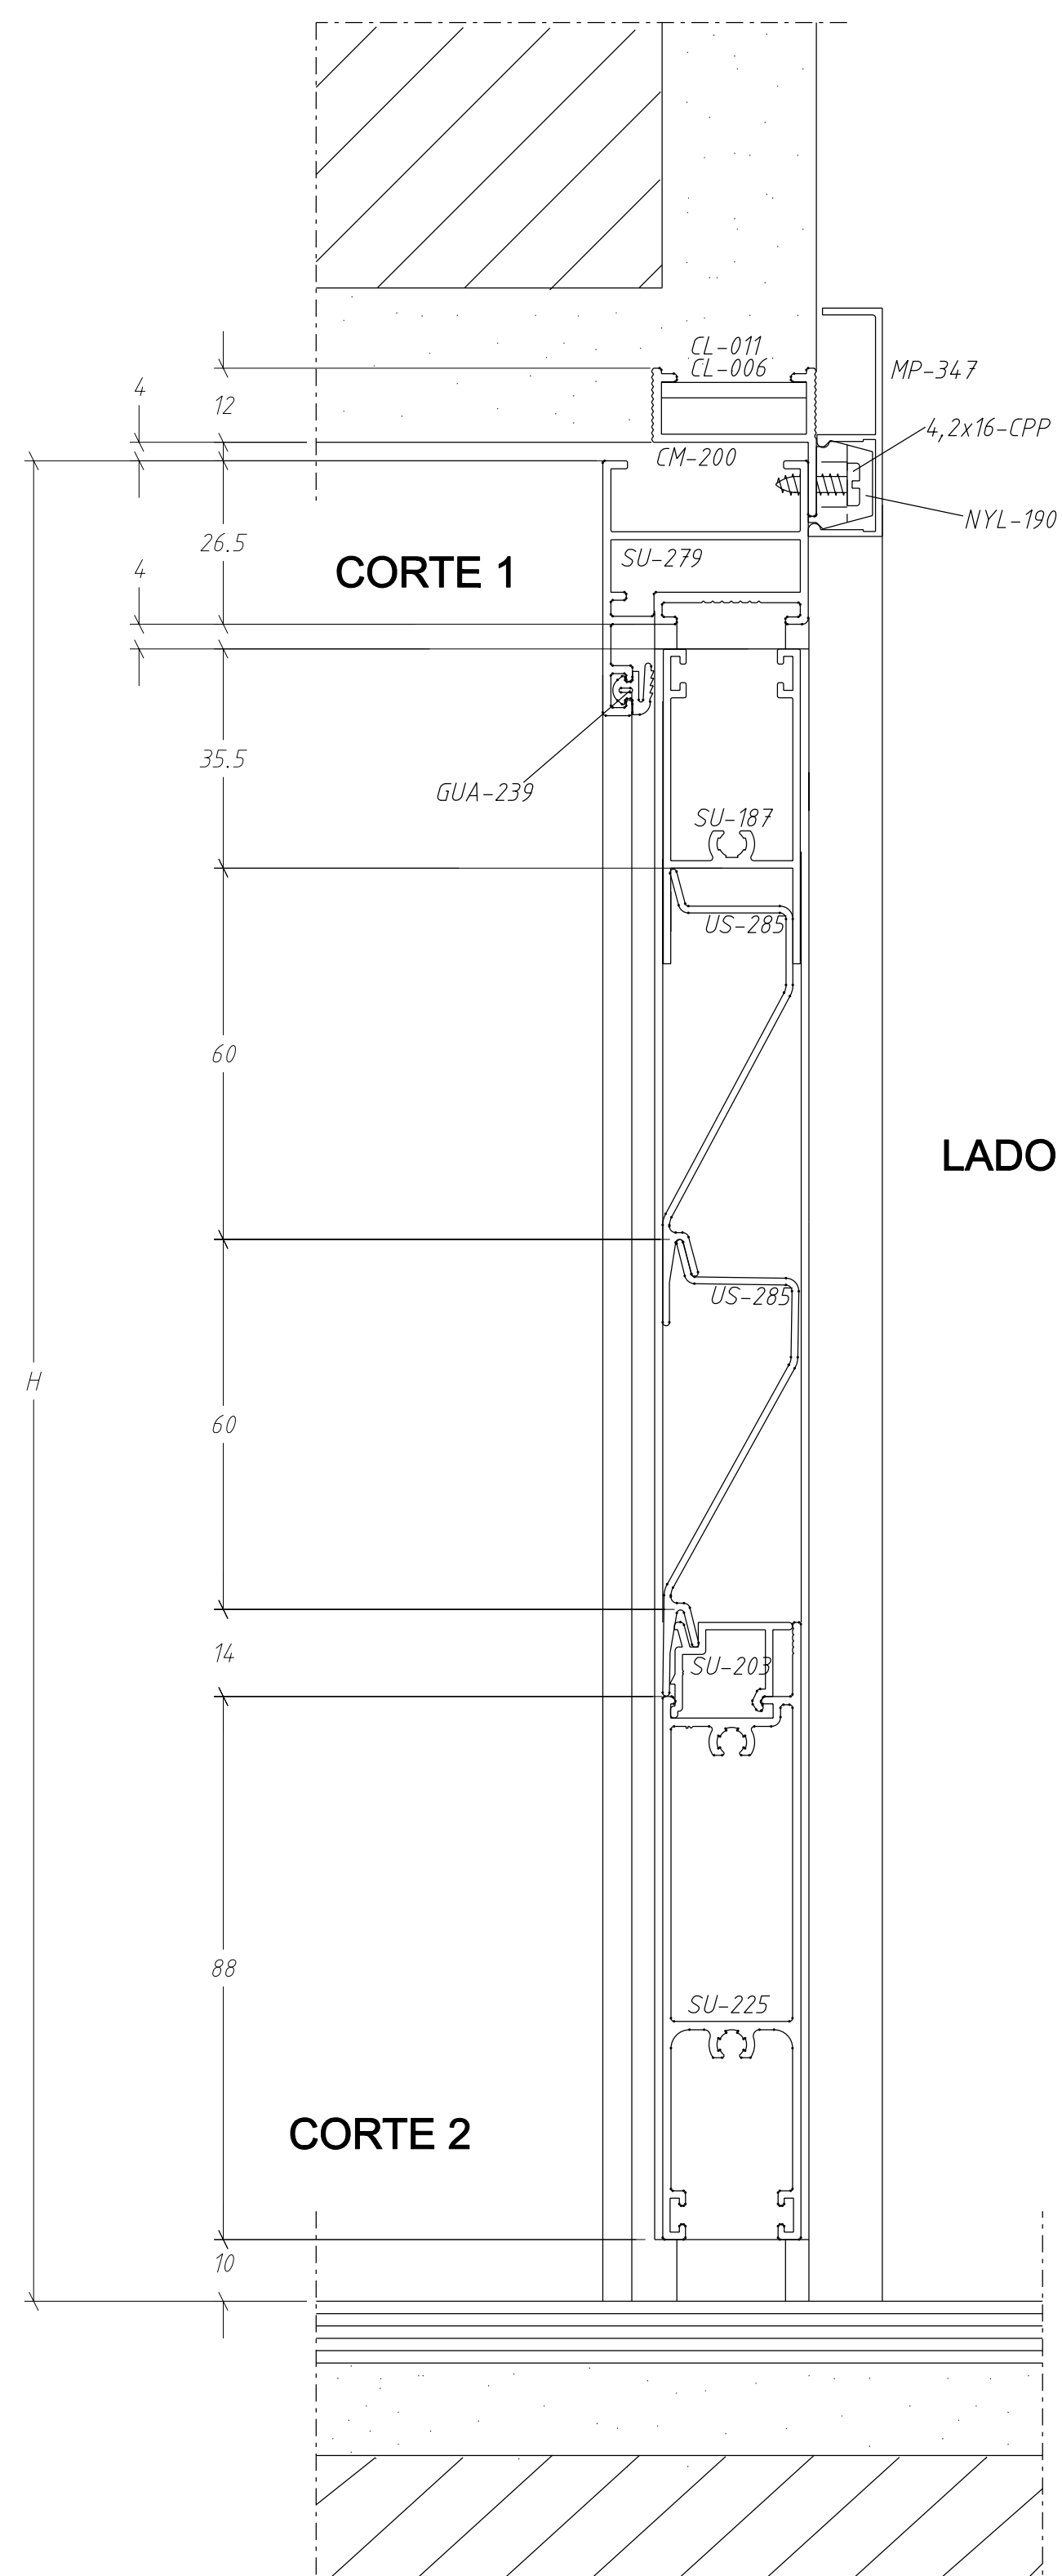 CL-011
CL-006
MP-347
4
12
4,2x16-CPP
CM-200
NYL-190
26.5
SU-279
CORTE 1
4
35.5
GUA-239
SU-187
US-285
60
LADO
US-285
H
60
14
SU-203
88
SU-225
CORTE 2
10